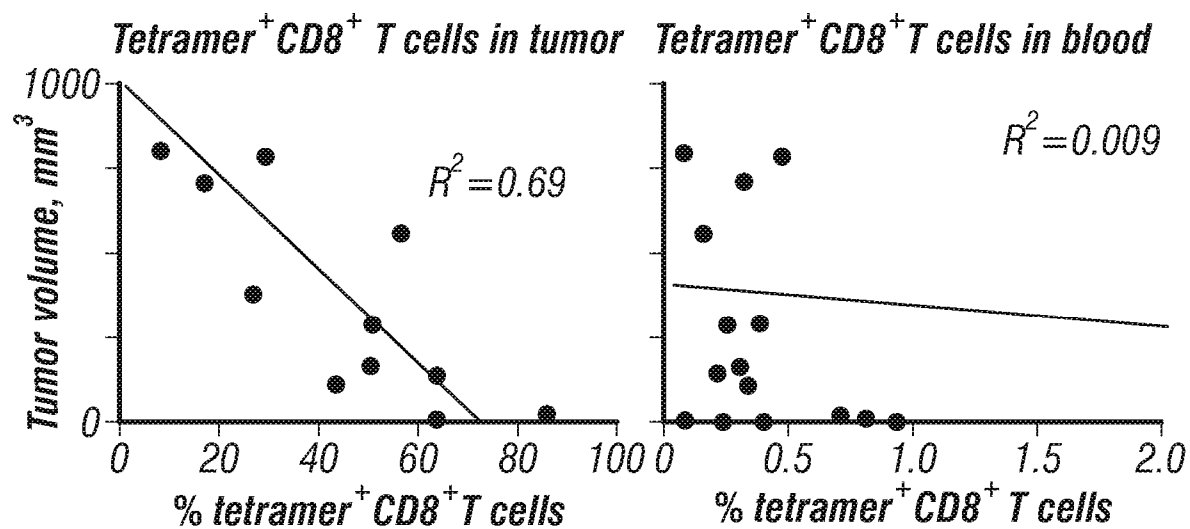 Tetramer⁺CD8⁺ T cells in tumor
Tumor volume, mm³
1000
0
R²=0.69
0 20 40 60 80 100
% tetramer⁺CD8⁺T cells
Tetramer⁺CD8⁺T cells in blood
R²=0.009
0 0.5 1.0 1.5 2.0
% tetramer⁺CD8⁺ T cells